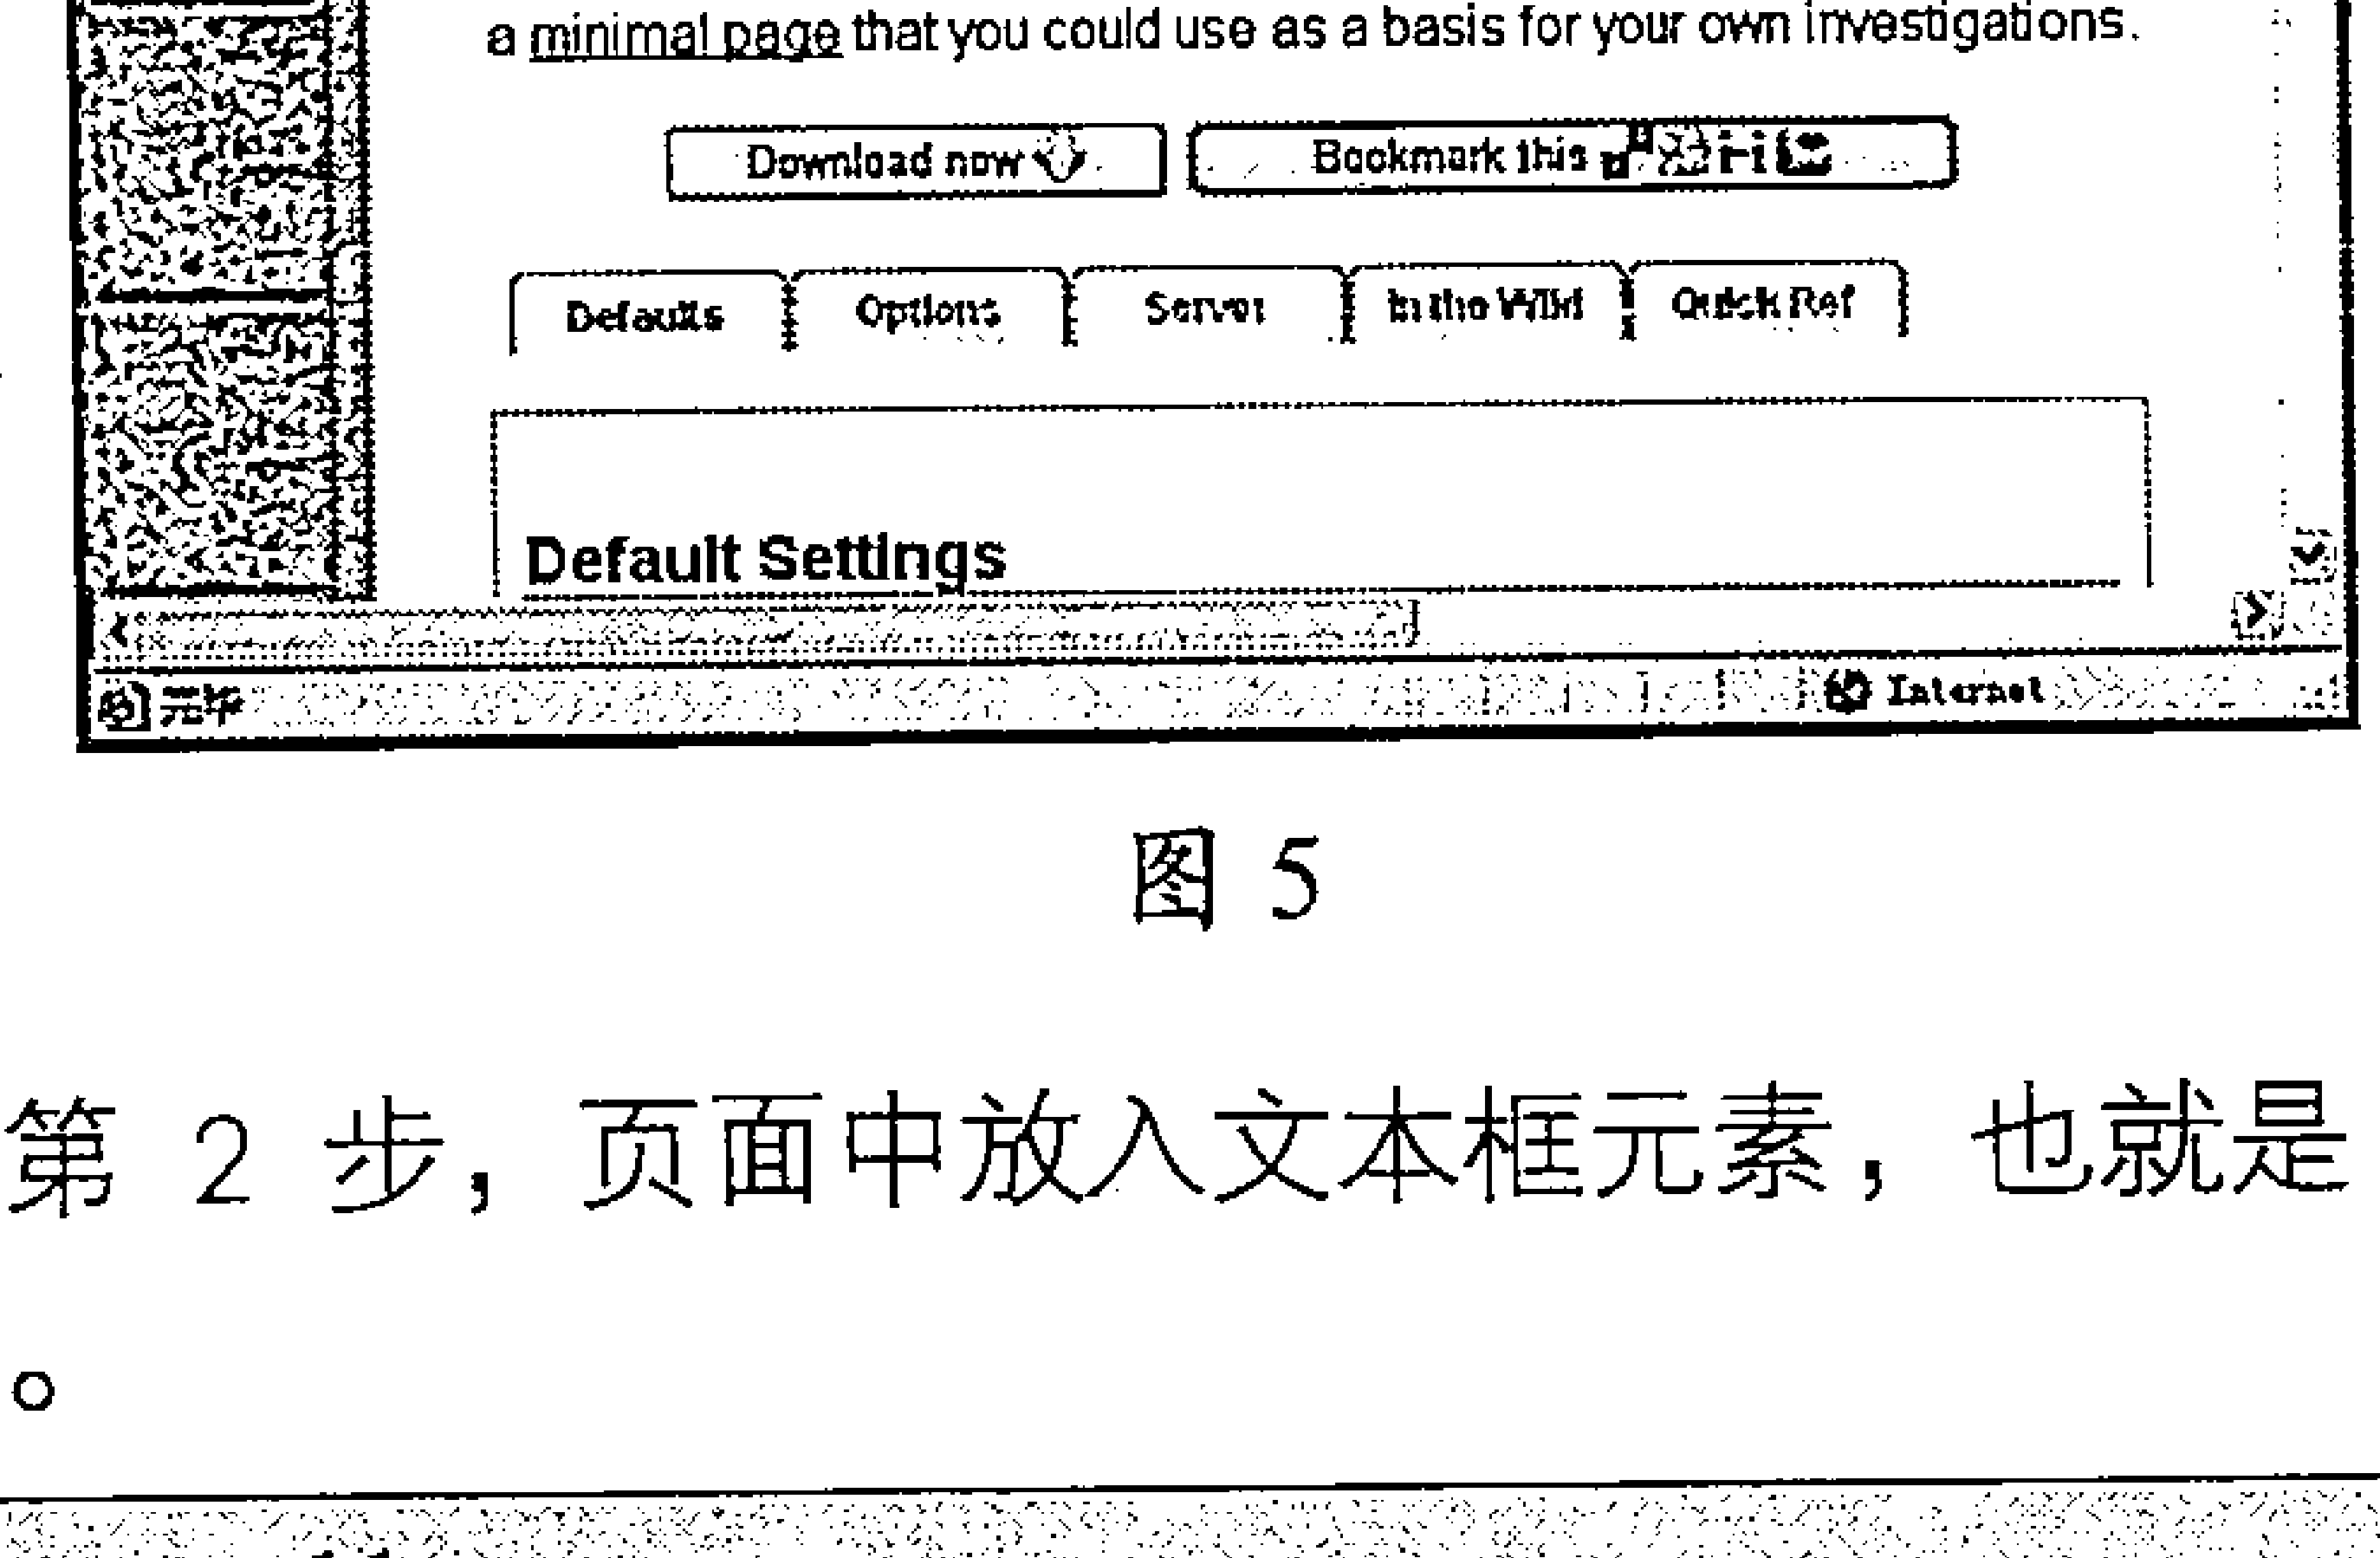 a minimal page that you could use as a basis for your own investigations.
Download now Bookmark this
Defaults Options Server In the Wild Quick Ref
Default Settings
Internet
图 5
第 2 步，页面中放入文本框元素，也就是
。